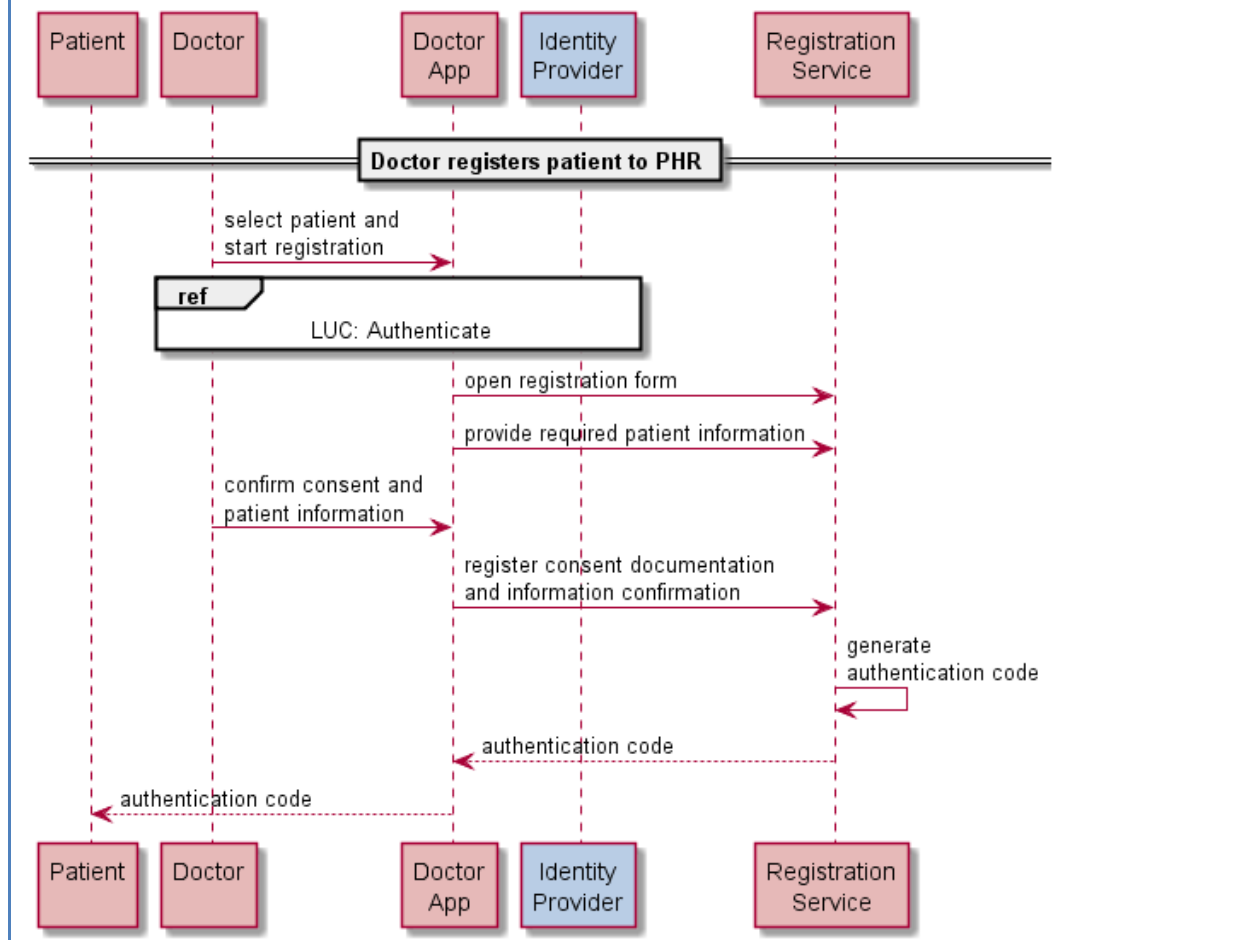 Patient
Doctor
Doctor
App
Identity
Provider
Registration
Service
Doctor registers patient to PHR
select patient and
start registration
ref
LUC: Authenticate
open registration form
provide required patient information
confirm consent and
patient information
register consent documentation
and information confirmation
generate
authentication code
authentication code
authentication code
Patient
Doctor
Doctor
App
Identity
Provider
Registration
Service